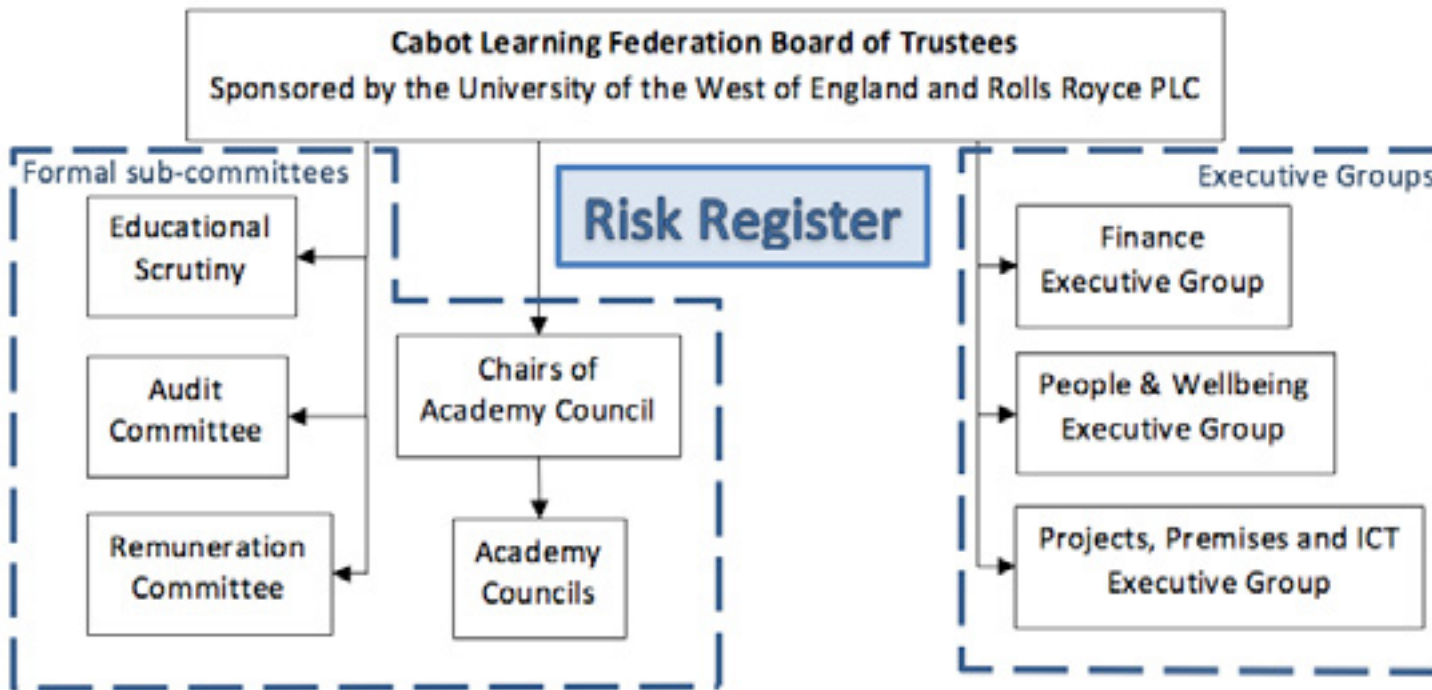 Cabot Learning Federation Board of Trustees
Sponsored by the University of the West of England and Rolls Royce PLC
Formal sub-committees
Educational
Scrutiny
Audit
Committee
Remuneration
Committee
Chairs of
Academy Council
Academy
Councils
Risk Register
Executive Groups
Finance
Executive Group
People & Wellbeing
Executive Group
Projects, Premises and ICT
Executive Group